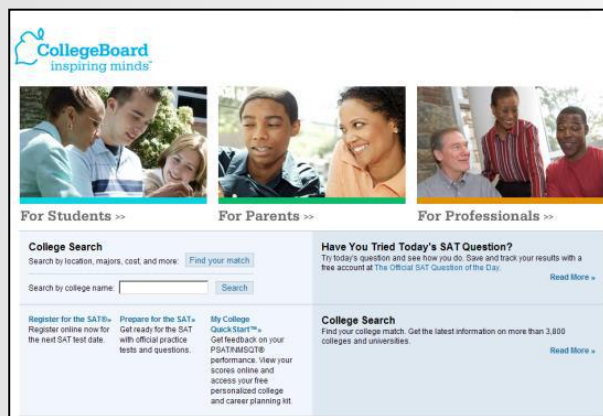 CollegeBoard
inspiring minds™
For Students >>
For Parents >>
For Professionals >>
College Search
Search by location, majors, cost, and more: Find your match
Search by college name: Search
Have You Tried Today's SAT Question?
Try today's question and see how you do. Save and track your results with a
free account at The Official SAT Question of the Day.
Read More »
Register for the SAT®»
Register online now for
the next SAT test date.
Prepare for the SAT»
Get ready for the SAT
with official practice
tests and questions.
My College
QuickStart™»
Get feedback on your
PSAT/NMSQT®
performance. View your
scores online and
access your free
personalized college
and career planning kit.
College Search
Find your college match. Get the latest information on more than 3,800
colleges and universities.
Read More »